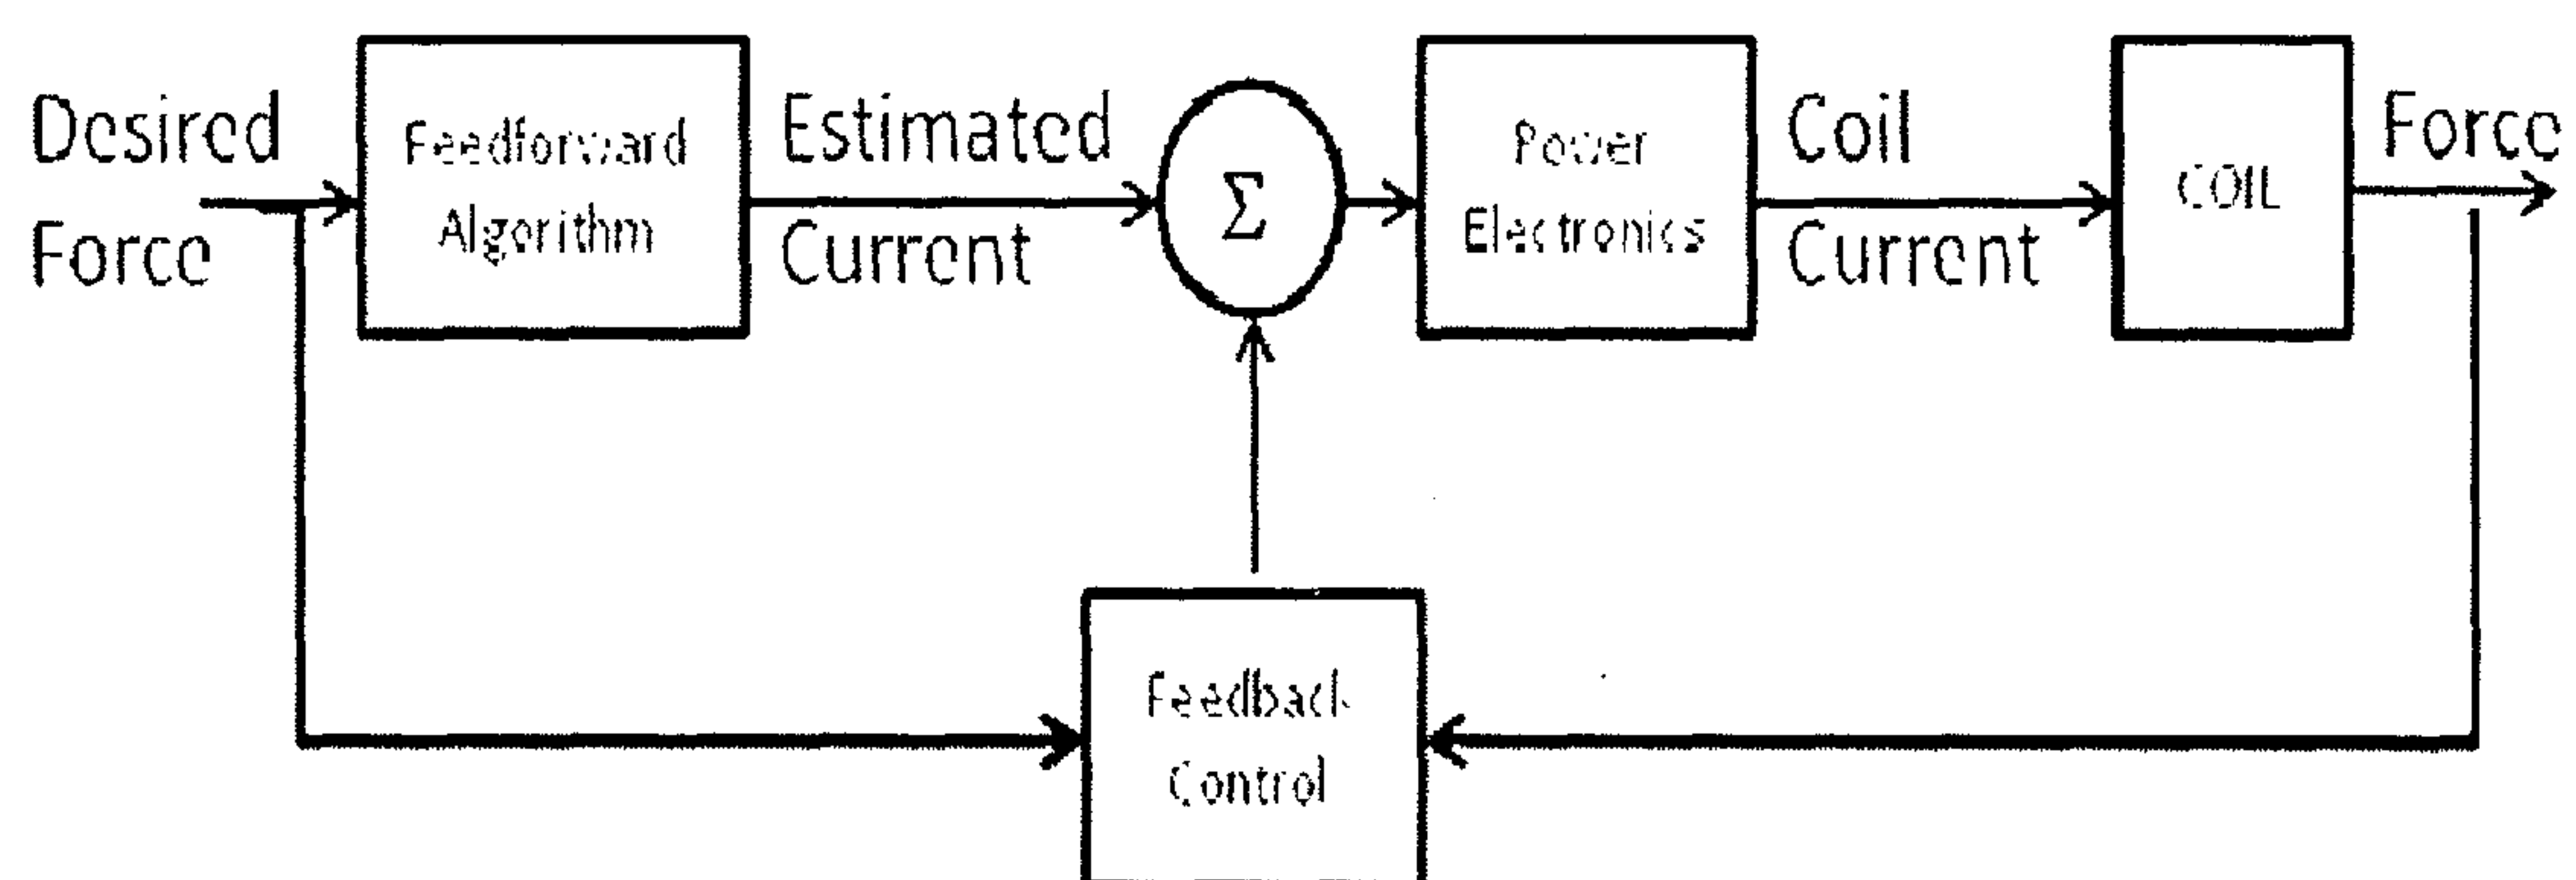 Desired
Force
Feedforward
Algorithm
Estimated
Current
Σ
Power
Electronics
Coil
Current
COIL
Force
Feedback
Control